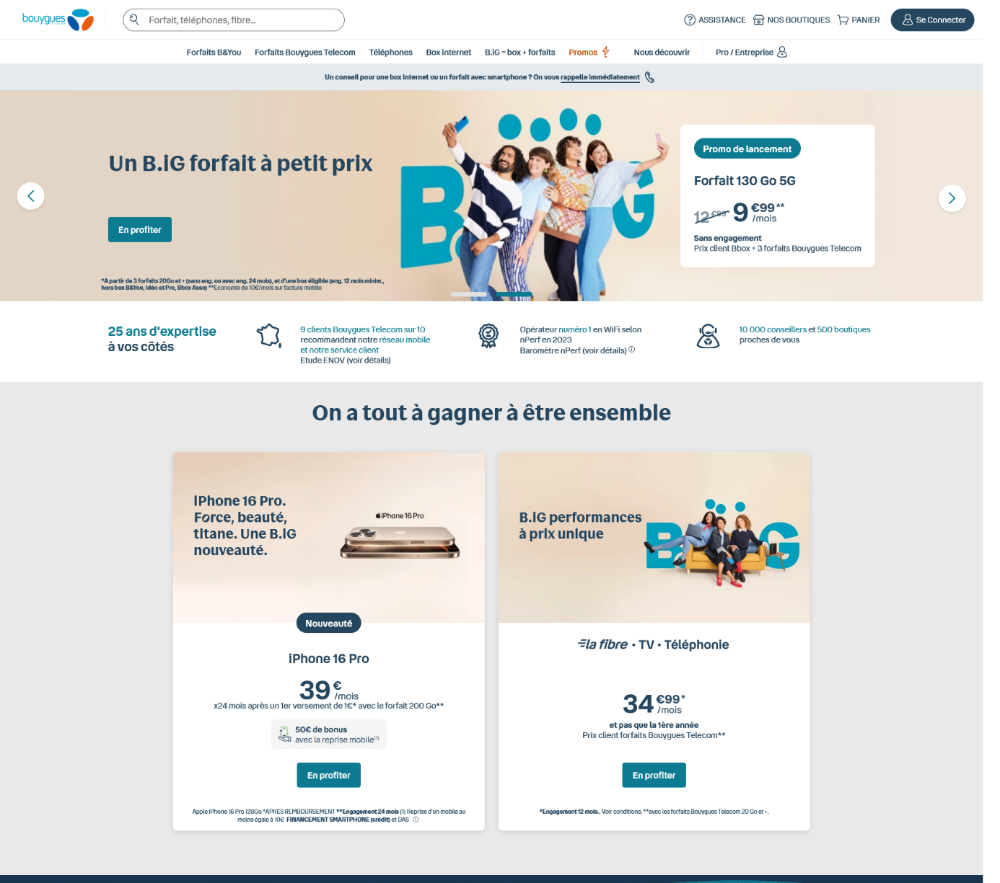 bouygues
TELECOM
Forfait, téléphones, fibre...
ASSISTANCE
NOS BOUTIQUES
PANIER
Se Connecter
Forfaits B&You
Forfaits Bouygues Telecom
Téléphones
Box internet
B.iG = box + forfaits
Promos
Nous découvrir
Pro / Entreprise
Un conseil pour une box internet ou un forfait avec smartphone ? On vous rappelle immédiatement
Un B.iG forfait à petit prix
En profiter
*A partir de 3 forfaits 20Go et + (sans eng. ou avec eng. 24 mois), et d'une box éligible (eng. 12 mois minim.,
hors box B&You, Idéo et Pro, Bbox Asso) **Economie de 10€/mois sur facture mobile
BiG
Promo de lancement
Forfait 130 Go 5G
12€99 9€99**
/mois
Sans engagement
Prix client Bbox + 3 forfaits Bouygues Telecom
25 ans d'expertise
à vos côtés
9 clients Bouygues Telecom sur 10
recommandent notre réseau mobile
et notre service client
Etude ENOV (voir détails)
Opérateur numéro 1 en WiFi selon
nPerf en 2023
Baromètre nPerf (voir détails)
10 000 conseillers et 500 boutiques
proches de vous
On a tout à gagner à être ensemble
iPhone 16 Pro.
Force, beauté,
titane. Une B.iG
nouveauté.
iPhone 16 Pro
Nouveauté
iPhone 16 Pro
39€
/mois
x24 mois après un 1er versement de 1€* avec le forfait 200 Go**
50€ de bonus
avec la reprise mobile(1)
En profiter
Apple iPhone 16 Pro 128Go *APRÈS REMBOURSEMENT **Engagement 24 mois (1) Reprise d'un mobile au
moins égale à 10€ FINANCEMENT SMARTPHONE (crédit) et DAS
B.iG performances
à prix unique
BiG
la fibre • TV • Téléphonie
34€99*
/mois
et pas que la 1ère année
Prix client forfaits Bouygues Telecom**
En profiter
*Engagement 12 mois.. Voir conditions. **avec les forfaits Bouygues Telecom 20 Go et +.